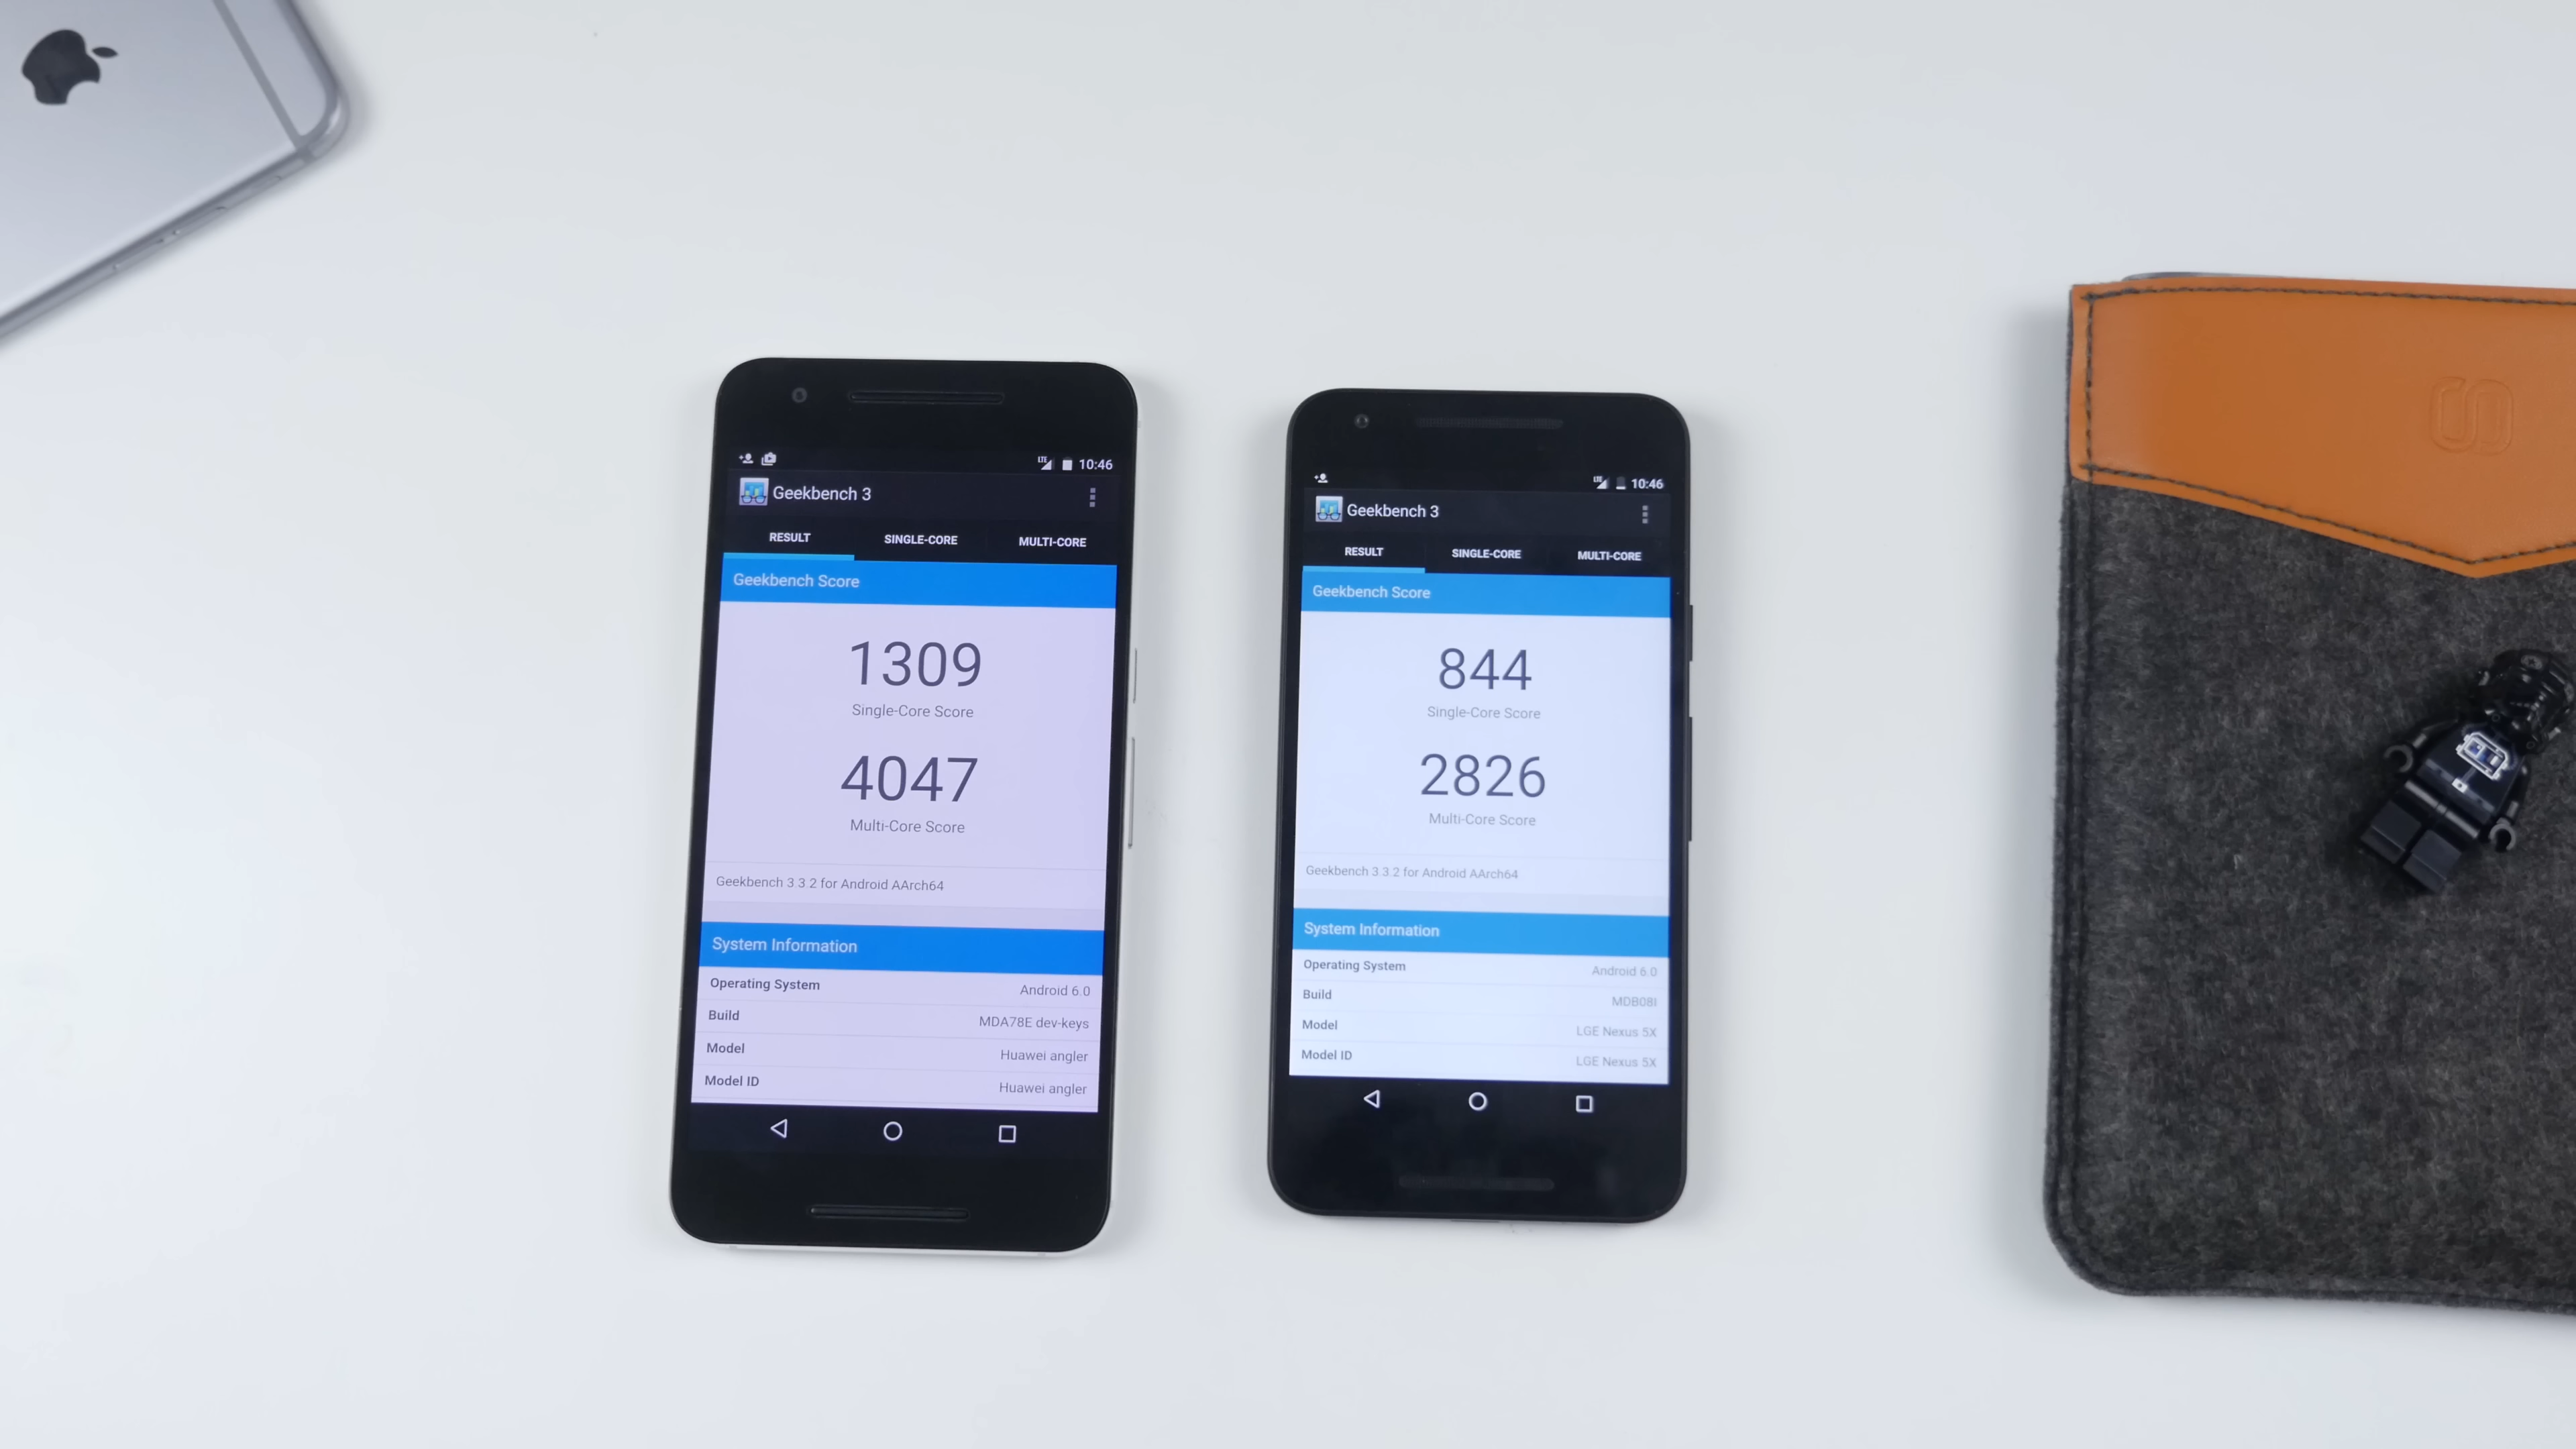 LTE 10:46
Geekbench 3
RESULT SINGLE-CORE MULTI-CORE
Geekbench Score
1309
Single-Core Score
4047
Multi-Core Score
Geekbench 3.3.2 for Android AArch64
System Information
Operating System Android 6.0
Build MDA78E dev-keys
Model Huawei angler
Model ID Huawei angler
LTE 10:46
Geekbench 3
RESULT SINGLE-CORE MULTI-CORE
Geekbench Score
844
Single-Core Score
2826
Multi-Core Score
Geekbench 3.3.2 for Android AArch64
System Information
Operating System Android 6.0
Build MDB08I
Model LGE Nexus 5X
Model ID LGE Nexus 5X